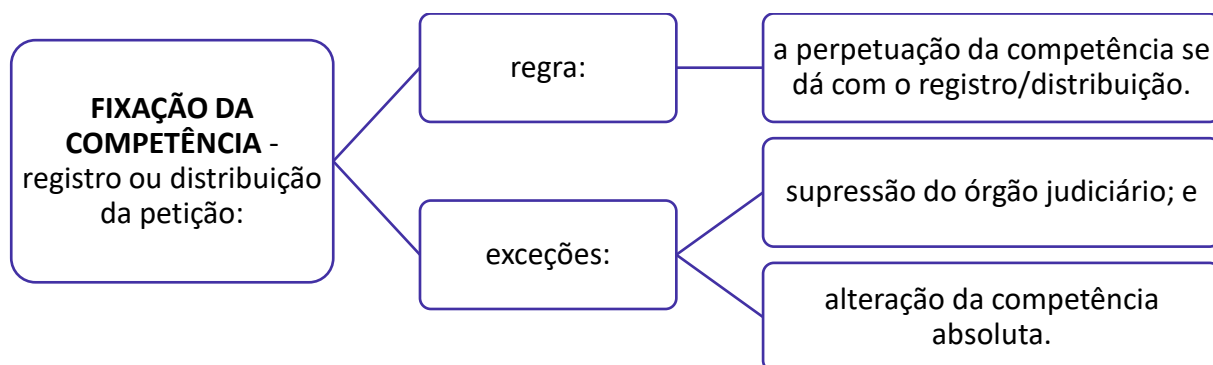 FIXAÇÃO DA
COMPETÊNCIA -
registro ou distribuição
da petição:
regra:
a perpetuação da competência se
dá com o registro/distribuição.
exceções:
supressão do órgão judiciário; e
alteração da competência
absoluta.